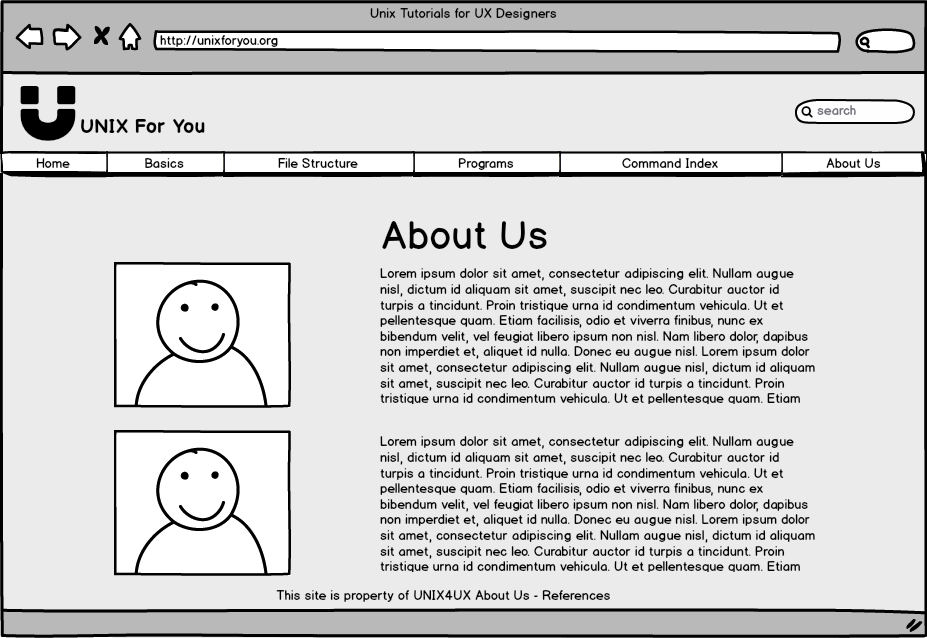 Unix Tutorials for UX Designers
http://unixforyou.org
UNIX For You
search
Home Basics File Structure Programs Command Index About Us
About Us
Lorem ipsum dolor sit amet, consectetur adipiscing elit. Nullam augue
nisl, dictum id aliquam sit amet, suscipit nec leo. Curabitur auctor id
turpis a tincidunt. Proin tristique urna id condimentum vehicula. Ut et
pellentesque quam. Etiam facilisis, odio et viverra finibus, nunc ex
bibendum velit, vel feugiat libero ipsum non nisl. Nam libero dolor, dapibus
non imperdiet et, aliquet id nulla. Donec eu augue nisl. Lorem ipsum dolor
sit amet, consectetur adipiscing elit. Nullam augue nisl, dictum id aliquam
sit amet, suscipit nec leo. Curabitur auctor id turpis a tincidunt. Proin
tristique urna id condimentum vehicula. Ut et pellentesque quam. Etiam
Lorem ipsum dolor sit amet, consectetur adipiscing elit. Nullam augue
nisl, dictum id aliquam sit amet, suscipit nec leo. Curabitur auctor id
turpis a tincidunt. Proin tristique urna id condimentum vehicula. Ut et
pellentesque quam. Etiam facilisis, odio et viverra finibus, nunc ex
bibendum velit, vel feugiat libero ipsum non nisl. Nam libero dolor, dapibus
non imperdiet et, aliquet id nulla. Donec eu augue nisl. Lorem ipsum dolor
sit amet, consectetur adipiscing elit. Nullam augue nisl, dictum id aliquam
sit amet, suscipit nec leo. Curabitur auctor id turpis a tincidunt. Proin
tristique urna id condimentum vehicula. Ut et pellentesque quam. Etiam
This site is property of UNIX4UX About Us - References